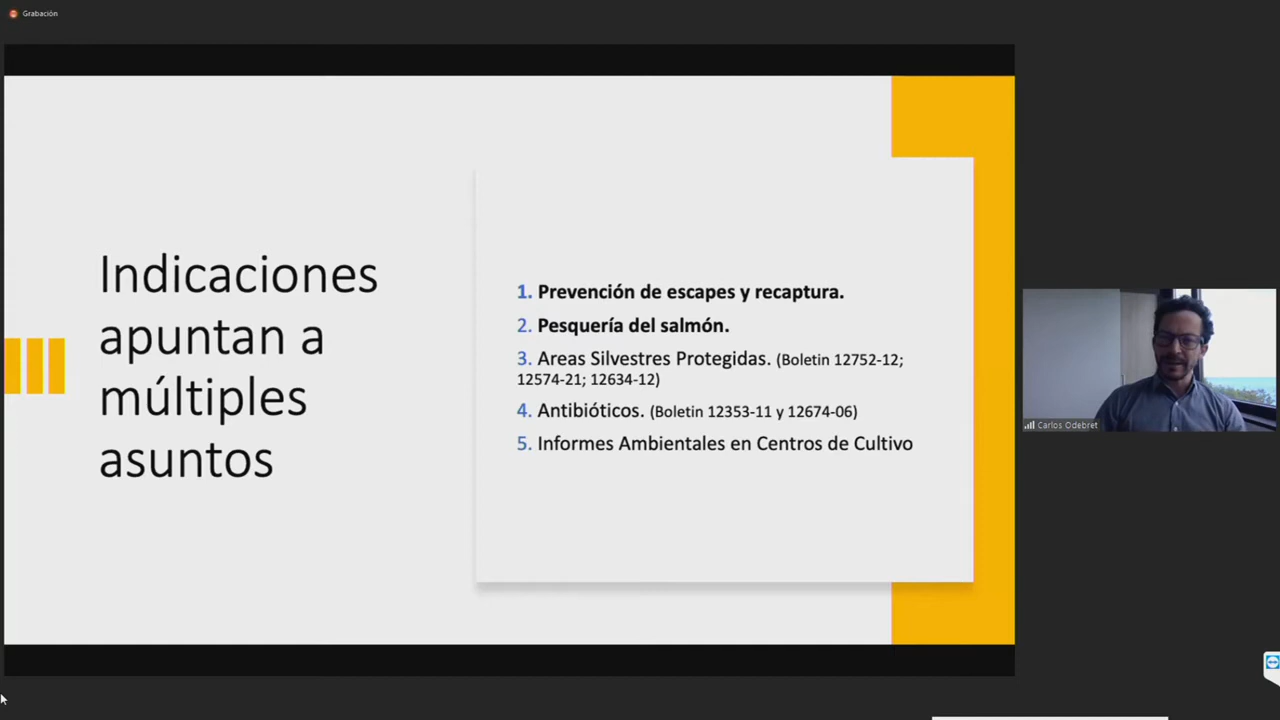 Grabación
Indicaciones
apuntan a
múltiples
asuntos
1. Prevención de escapes y recaptura.
2. Pesquería del salmón.
3. Areas Silvestres Protegidas. (Boletin 12752-12;
12574-21; 12634-12)
4. Antibióticos. (Boletin 12353-11 y 12674-06)
5. Informes Ambientales en Centros de Cultivo
Carlos Odebret